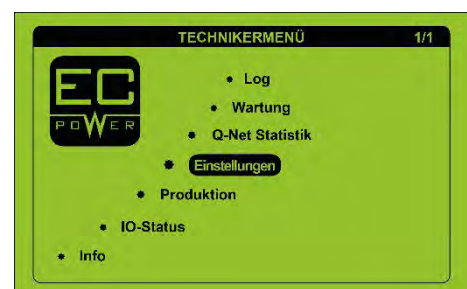 TECHNIKERMENÜ 1/1
EC
POWER
• Log
• Wartung
• Q-Net Statistik
• Einstellungen
• Produktion
• IO-Status
• Info